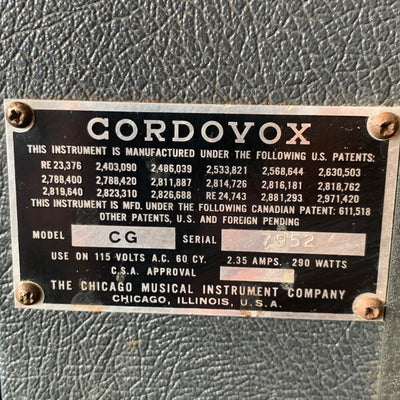 CORDOVOX
THIS INSTRUMENT IS MANUFACTURED UNDER THE FOLLOWING U.S. PATENTS:
RE 23,376 2,403,090 2,486,039 2,533,821 2,568,644 2,630,503
2,788,400 2,788,420 2,811,887 2,814,726 2,816,181 2,818,762
2,819,640 2,823,310 2,826,688 RE 24,743 2,881,293 2,971,420
THIS INSTRUMENT IS MFD. UNDER THE FOLLOWING CANADIAN PATENT: 611,518
OTHER PATENTS, U.S. AND FOREIGN PENDING
MODEL CG SERIAL 7952
USE ON 115 VOLTS A.C. 60 CY. 2.35 AMPS. 290 WATTS
C.S.A. APPROVAL
THE CHICAGO MUSICAL INSTRUMENT COMPANY
CHICAGO, ILLINOIS, U.S.A.